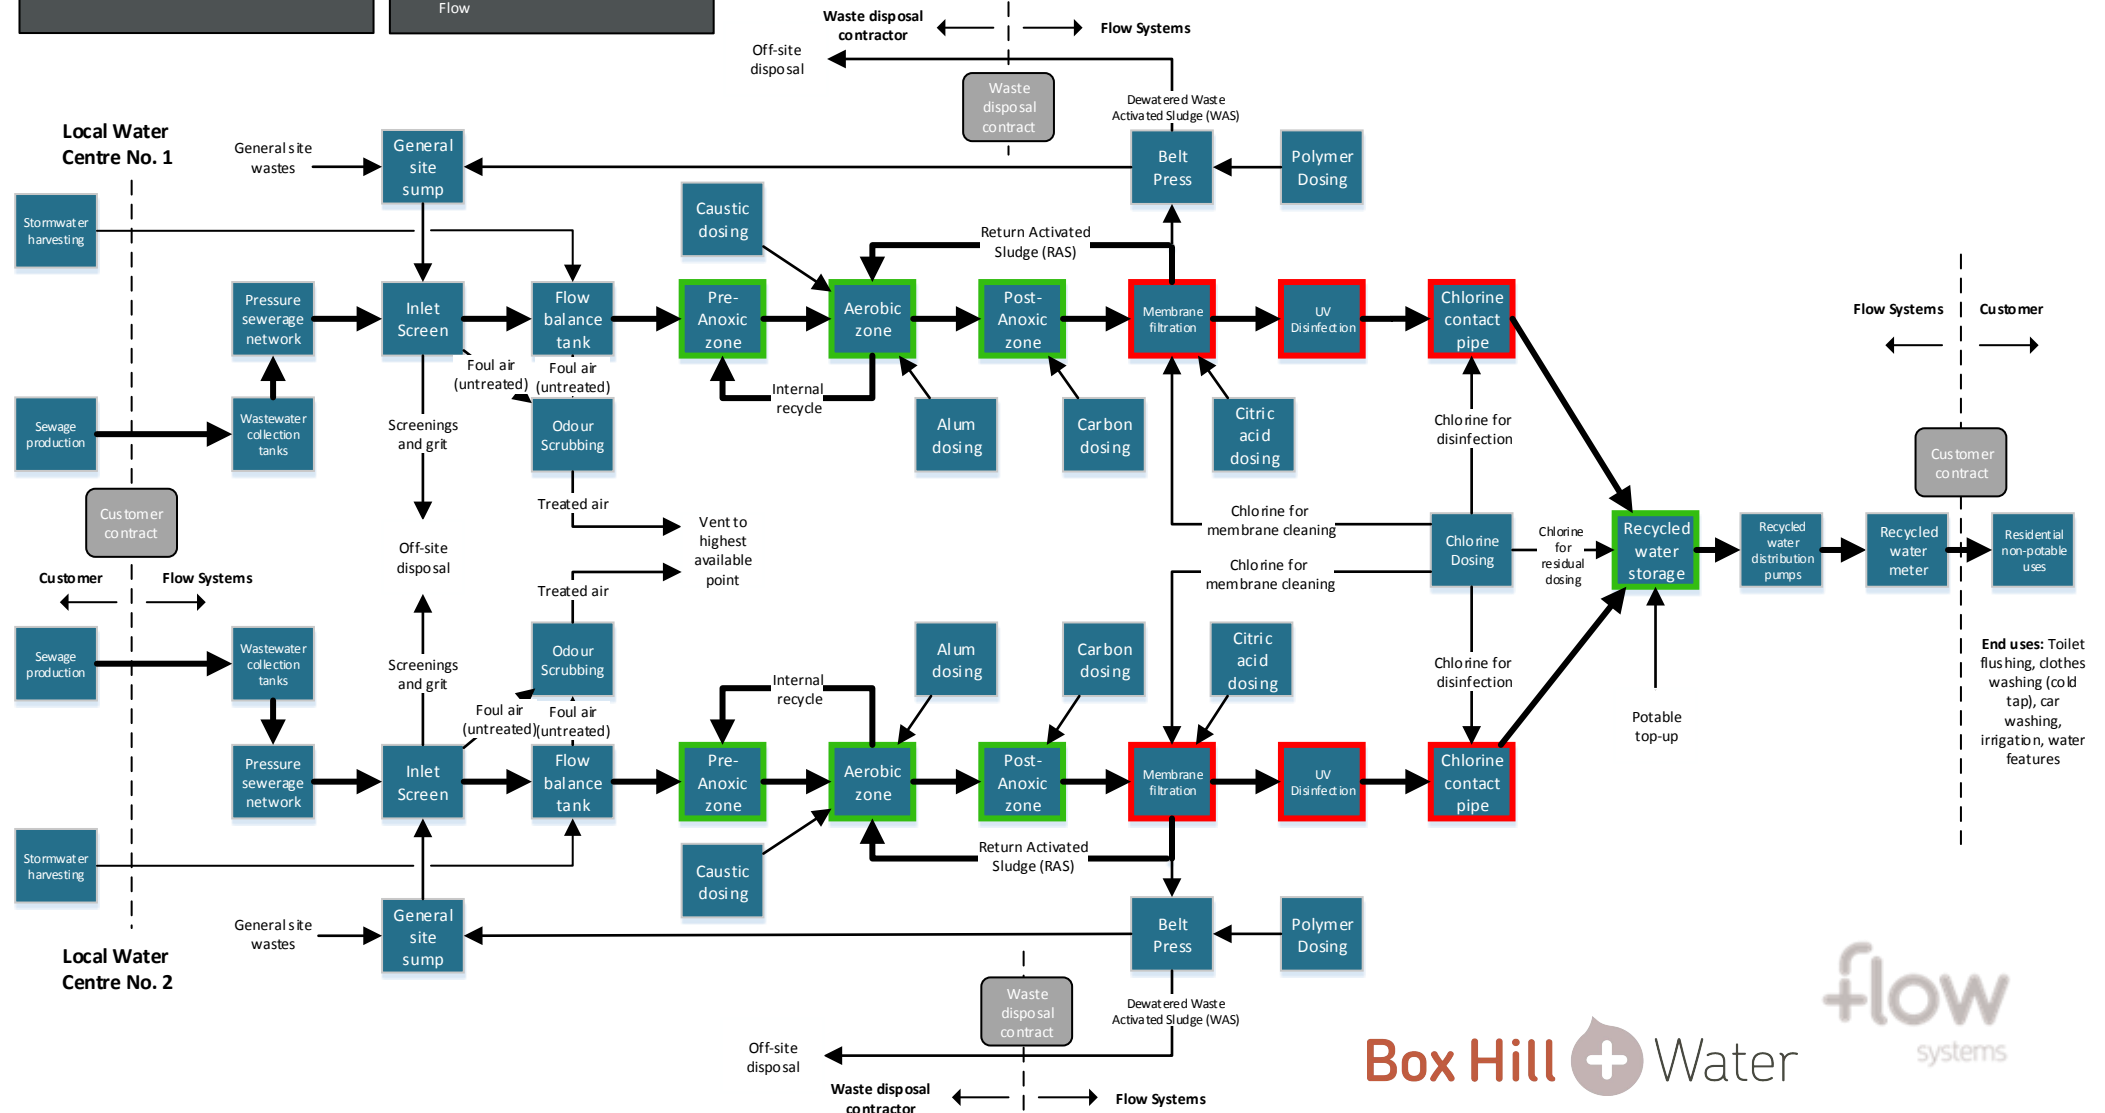 Flow
Waste disposal
contractor
Flow Systems
Off-site
disposal
Waste
disposal
contract
Dewatered Waste
Activated Sludge (WAS)
Local Water
Centre No. 1
General site
wastes
General
site
sump
Belt
Press
Polymer
Dosing
Stormwater
harvesting
Caustic
dosing
Return Activated
Sludge (RAS)
Pressure
sewerage
network
Inlet
Screen
Flow
balance
tank
Pre-
Anoxic
zone
Aerobic
zone
Post-
Anoxic
zone
Membrane
filtration
UV
Disinfection
Chlorine
contact
pipe
Flow Systems
Customer
Foul air
(untreated)
Foul air
(untreated)
Internal
recycle
Sewage
production
Wastewater
collection
tanks
Screenings
and grit
Odour
Scrubbing
Alum
dosing
Carbon
dosing
Citric
acid
dosing
Chlorine for
disinfection
Customer
contract
Customer
contract
Treated air
Vent to
highest
available
point
Chlorine for
membrane cleaning
Off-site
disposal
Chlorine
Dosing
Chlorine
for
residual
dosing
Recycled
water
storage
Recycled
water
distribution
pumps
Recycled
water
meter
Residential
non-potable
uses
Customer
Flow Systems
Treated air
Chlorine for
membrane cleaning
Sewage
production
Wastewater
collection
tanks
Screenings
and grit
Odour
Scrubbing
Alum
dosing
Carbon
dosing
Citric
acid
dosing
Chlorine for
disinfection
End uses: Toilet
flushing, clothes
washing (cold
tap), car
washing,
irrigation, water
features
Internal
recycle
Foul air
(untreated)
Foul air
(untreated)
Potable
top-up
Pressure
sewerage
network
Inlet
Screen
Flow
balance
tank
Pre-
Anoxic
zone
Aerobic
zone
Post-
Anoxic
zone
Membrane
filtration
UV
Disinfection
Chlorine
contact
pipe
Stormwater
harvesting
Caustic
dosing
Return Activated
Sludge (RAS)
General site
wastes
General
site
sump
Belt
Press
Polymer
Dosing
Local Water
Centre No. 2
Waste
disposal
contract
Dewatered Waste
Activated Sludge (WAS)
Off-site
disposal
Waste disposal
contractor
Flow Systems
Box Hill Water
flow
systems